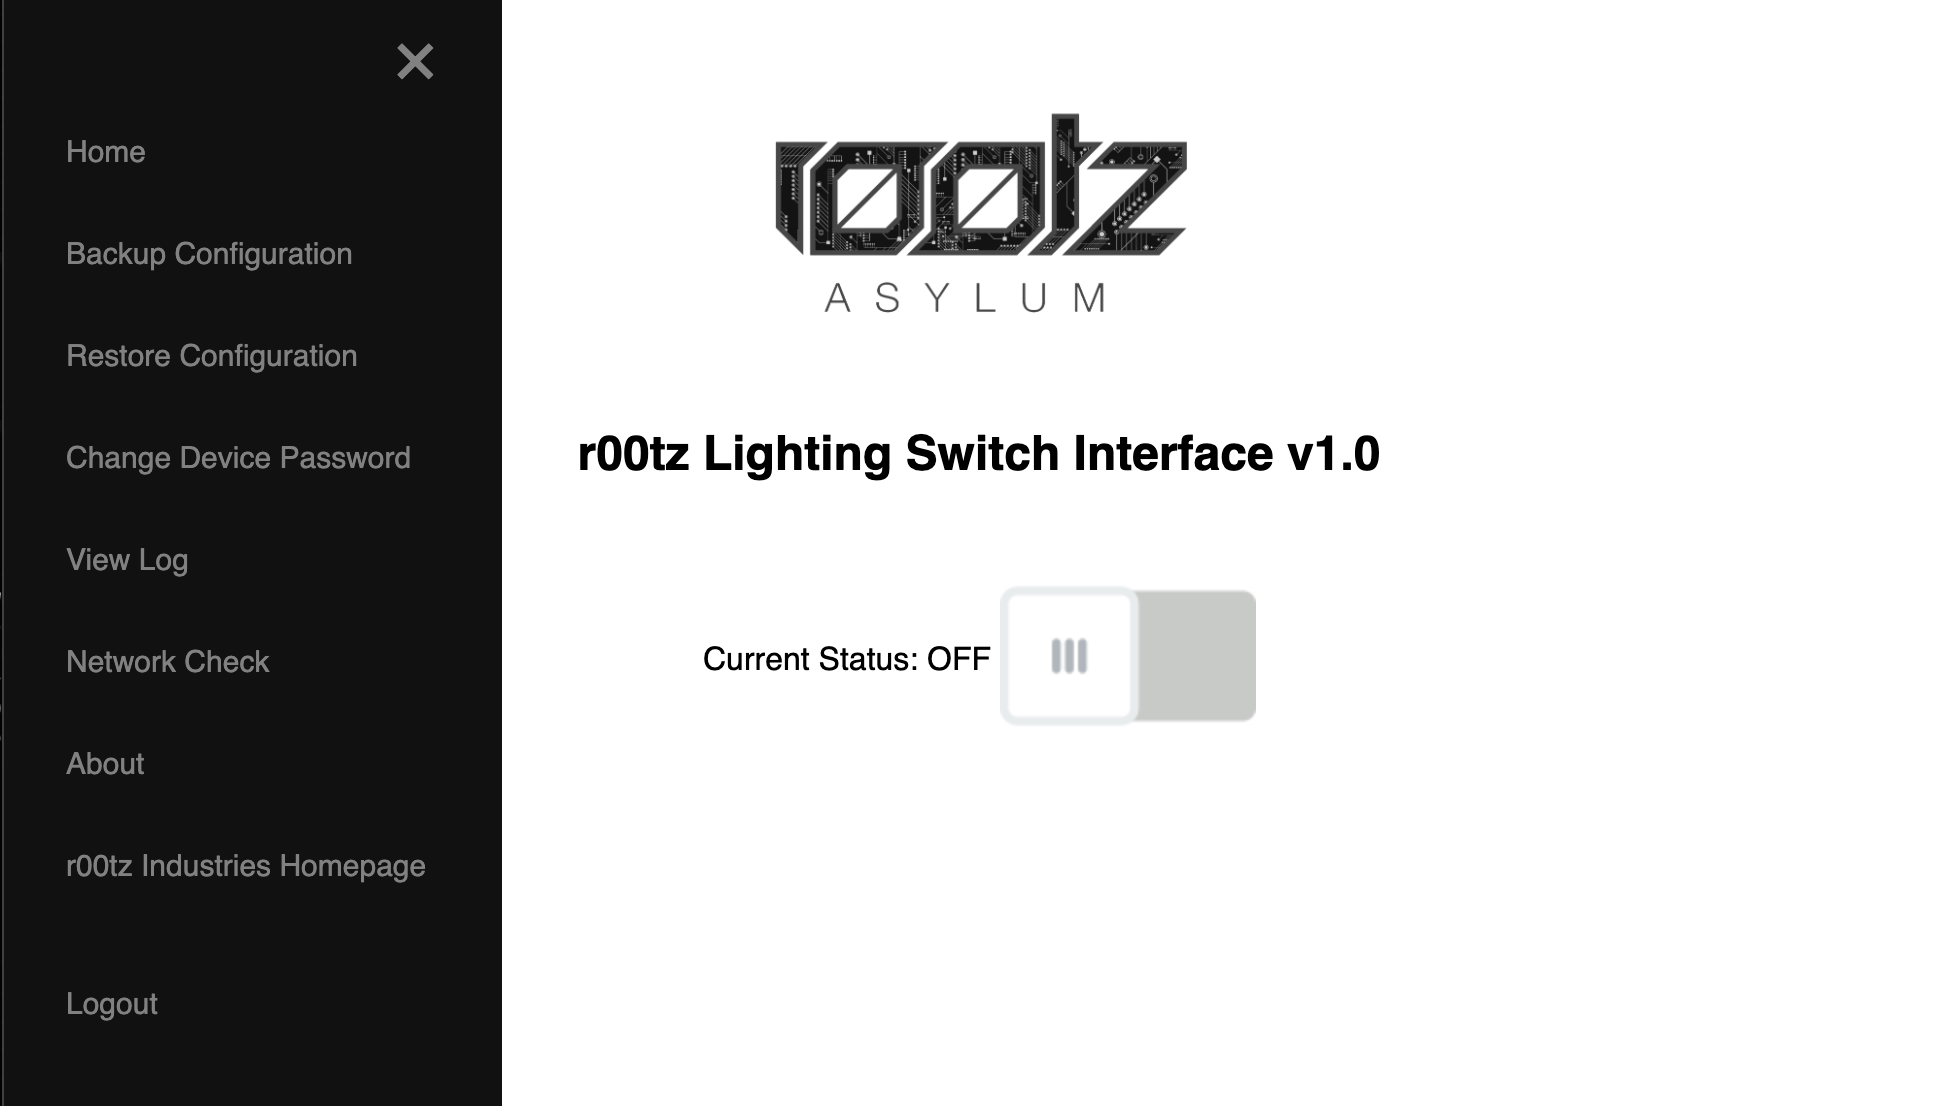 Home
Backup Configuration
Restore Configuration
Change Device Password
View Log
Network Check
About
r00tz Industries Homepage
Logout
r00tz
ASYLUM
r00tz Lighting Switch Interface v1.0
Current Status: OFF